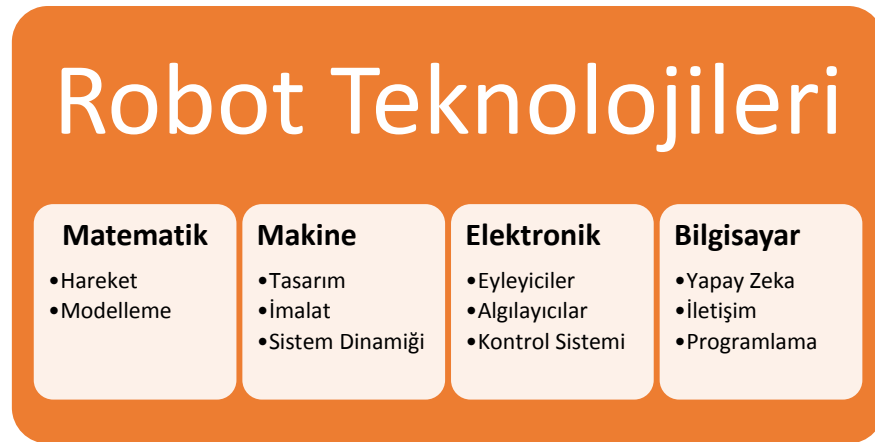 Robot Teknolojileri
Matematik
•Hareket
•Modelleme
Makine
•Tasarım
•İmalat
•Sistem Dinamiği
Elektronik
•Eyleyiciler
•Algılayıcılar
•Kontrol Sistemi
Bilgisayar
•Yapay Zeka
•İletişim
•Programlama